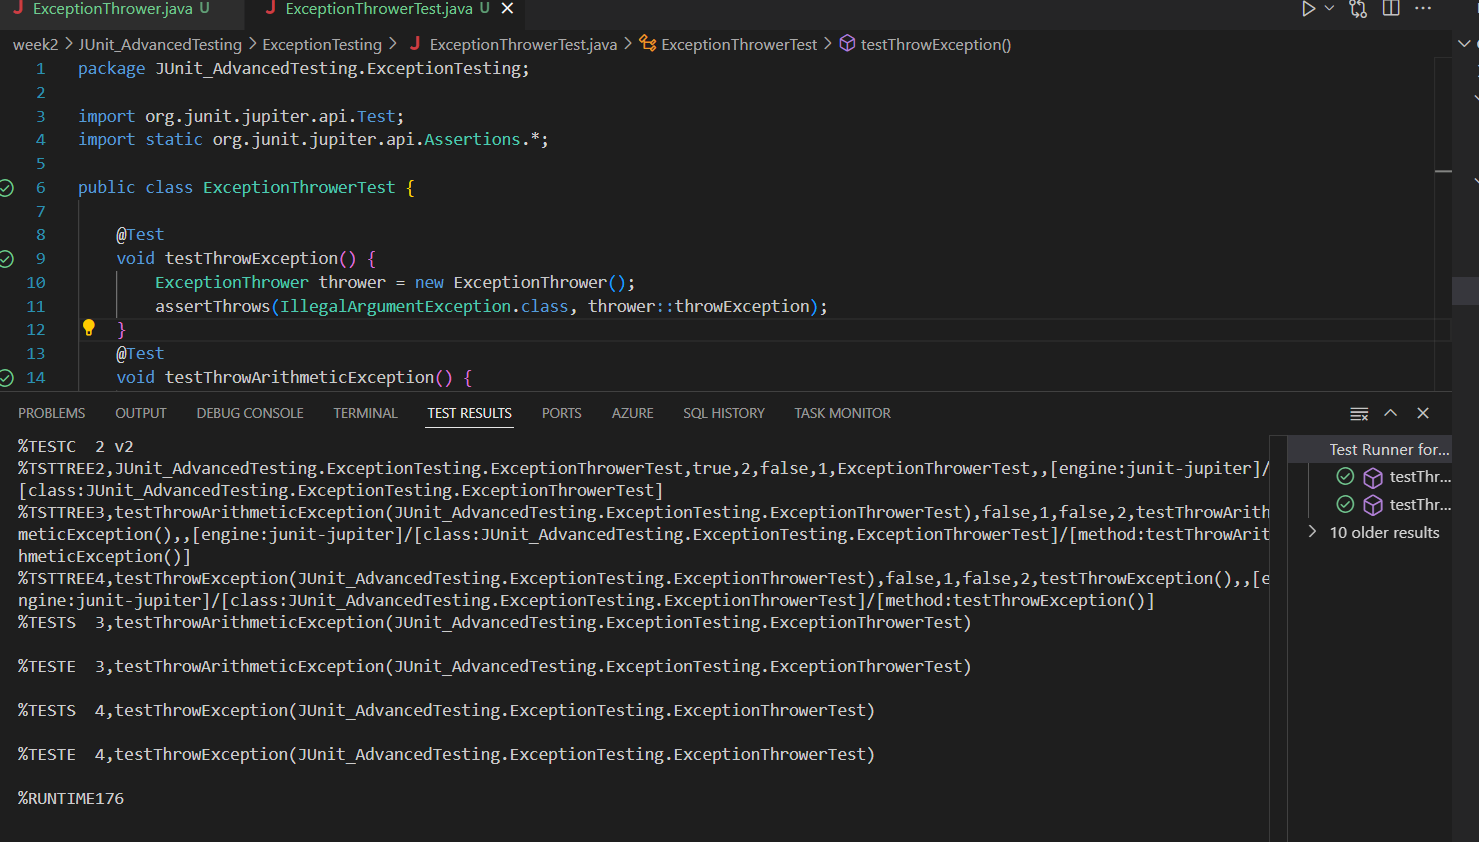 ExceptionThrower.java U
ExceptionThrowerTest.java U
week2 > JUnit_AdvancedTesting > ExceptionTesting > ExceptionThrowerTest.java > ExceptionThrowerTest > testThrowException()
1 package JUnit_AdvancedTesting.ExceptionTesting;
2
3 import org.junit.jupiter.api.Test;
4 import static org.junit.jupiter.api.Assertions.*;
5
6 public class ExceptionThrowerTest {
7
8 @Test
9 void testThrowException() {
10 ExceptionThrower thrower = new ExceptionThrower();
11 assertThrows(IllegalArgumentException.class, thrower::throwException);
12 }
13 @Test
14 void testThrowArithmeticException() {
PROBLEMS OUTPUT DEBUG CONSOLE TERMINAL TEST RESULTS PORTS AZURE SQL HISTORY TASK MONITOR
%TESTC 2 v2
%TSTTREE2,JUnit_AdvancedTesting.ExceptionTesting.ExceptionThrowerTest,true,2,false,1,ExceptionThrowerTest,,[engine:junit-jupiter]/
[class:JUnit_AdvancedTesting.ExceptionTesting.ExceptionThrowerTest]
%TSTTREE3,testThrowArithmeticException(JUnit_AdvancedTesting.ExceptionTesting.ExceptionThrowerTest),false,1,false,2,testThrowArith
meticException(),,[engine:junit-jupiter]/[class:JUnit_AdvancedTesting.ExceptionTesting.ExceptionThrowerTest]/[method:testThrowArit
hmeticException()]
%TSTTREE4,testThrowException(JUnit_AdvancedTesting.ExceptionTesting.ExceptionThrowerTest),false,1,false,2,testThrowException(),,[e
ngine:junit-jupiter]/[class:JUnit_AdvancedTesting.ExceptionTesting.ExceptionThrowerTest]/[method:testThrowException()]
%TESTS 3,testThrowArithmeticException(JUnit_AdvancedTesting.ExceptionTesting.ExceptionThrowerTest)
%TESTE 3,testThrowArithmeticException(JUnit_AdvancedTesting.ExceptionTesting.ExceptionThrowerTest)
%TESTS 4,testThrowException(JUnit_AdvancedTesting.ExceptionTesting.ExceptionThrowerTest)
%TESTE 4,testThrowException(JUnit_AdvancedTesting.ExceptionTesting.ExceptionThrowerTest)
%RUNTIME176
Test Runner for...
testThr...
testThr...
10 older results